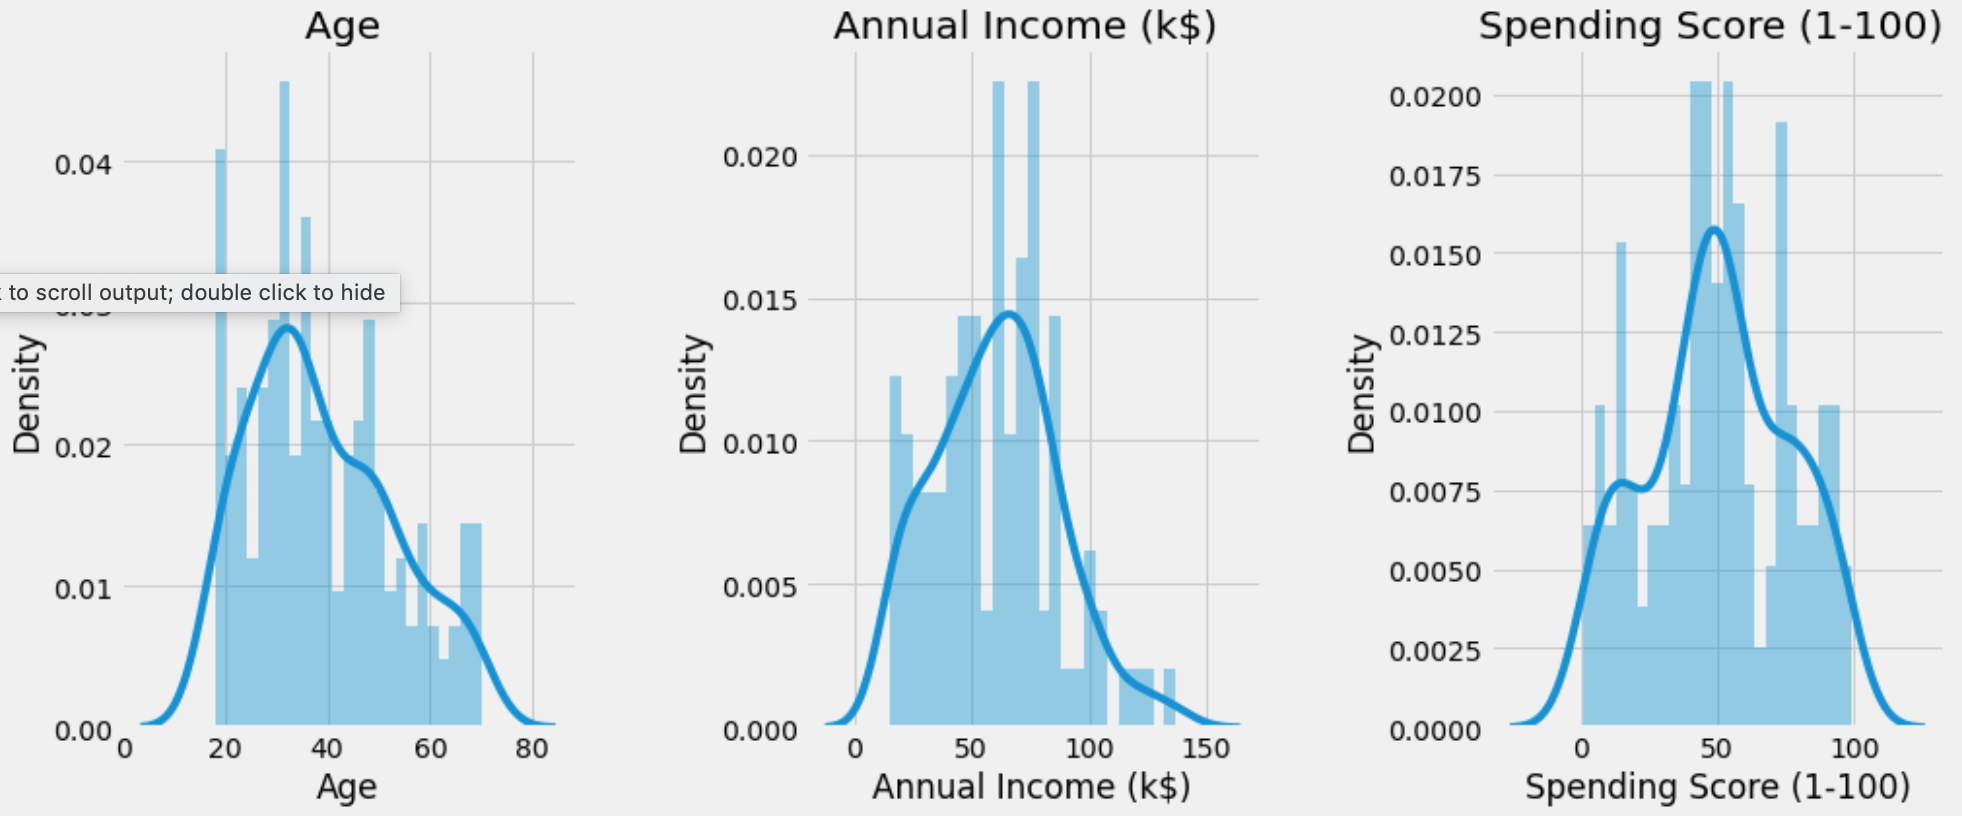 Age
Density
0.04
0.03
0.02
0.01
0.00
0 20 40 60 80
Age
to scroll output; double click to hide
Annual Income (k$)
Density
0.020
0.015
0.010
0.005
0.000
0 50 100 150
Annual Income (k$)
Spending Score (1-100)
Density
0.0200
0.0175
0.0150
0.0125
0.0100
0.0075
0.0050
0.0025
0.0000
0 50 100
Spending Score (1-100)